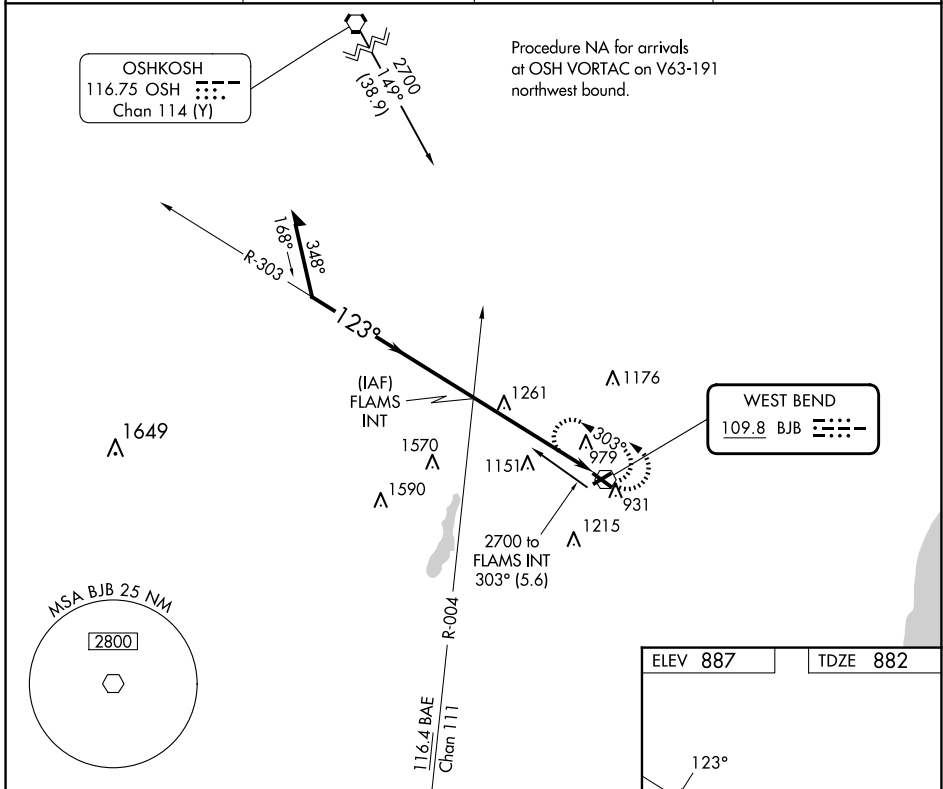 OSHKOSH
116.75 OSH
Chan 114 (Y)
2700
149°
(38.9)
Procedure NA for arrivals
at OSH VORTAC on V63-191
northwest bound.
R-303
168°
348°
123°
(IAF)
FLAMS
INT
1261
1176
WEST BEND
109.8 BJB
1649
1570
1590
1151
303°
979
931
1215
2700 to
FLAMS INT
303° (5.6)
MSA BJB 25 NM
2800
R-004
116.4 BAE
Chan 111
ELEV 887
TDZE 882
123°